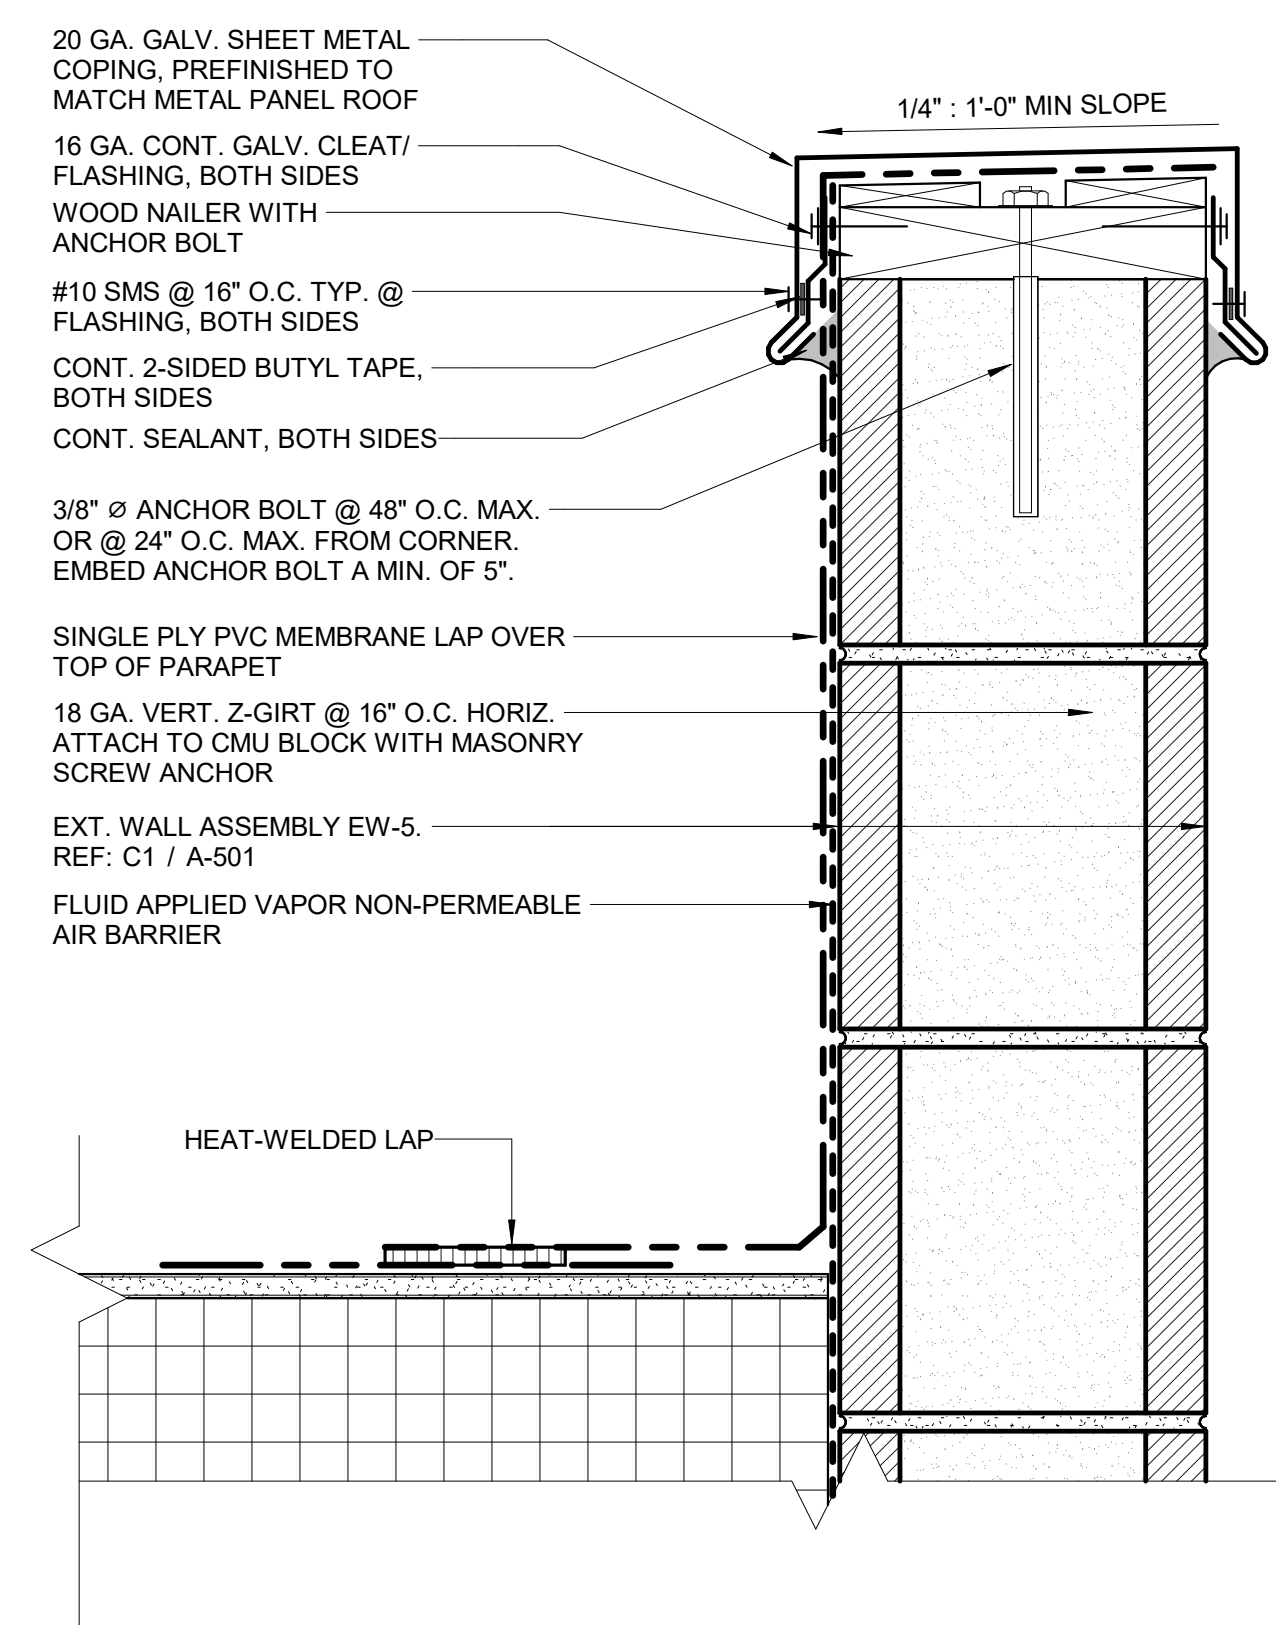 20 GA. GALV. SHEET METAL
COPING, PREFINISHED TO
MATCH METAL PANEL ROOF
1/4" : 1'-0" MIN SLOPE
16 GA. CONT. GALV. CLEAT/
FLASHING, BOTH SIDES
WOOD NAILER WITH
ANCHOR BOLT
#10 SMS @ 16" O.C. TYP. @
FLASHING, BOTH SIDES
CONT. 2-SIDED BUTYL TAPE,
BOTH SIDES
CONT. SEALANT, BOTH SIDES
3/8" ⌀ ANCHOR BOLT @ 48" O.C. MAX.
OR @ 24" O.C. MAX. FROM CORNER.
EMBED ANCHOR BOLT A MIN. OF 5".
SINGLE PLY PVC MEMBRANE LAP OVER
TOP OF PARAPET
18 GA. VERT. Z-GIRT @ 16" O.C. HORIZ.
ATTACH TO CMU BLOCK WITH MASONRY
SCREW ANCHOR
EXT. WALL ASSEMBLY EW-5.
REF: C1 / A-501
FLUID APPLIED VAPOR NON-PERMEABLE
AIR BARRIER
HEAT-WELDED LAP